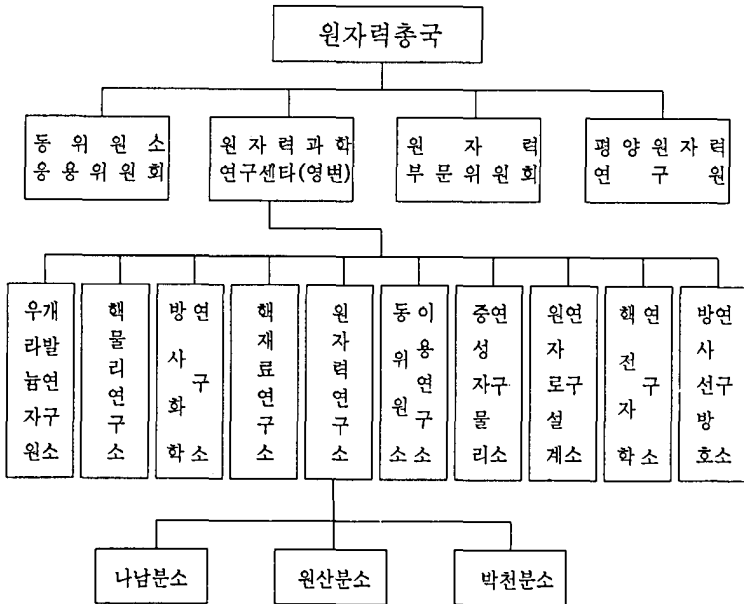 원자력총국
동위원소
응용위원회
원자력과학
연구센타(영변)
원자력
부문위원회
평양원자력
연구원
우라늄자원
개발연구소
핵물리연구소
방사화학
연구소
핵재료연구소
원자력연구소
동위원소
이용연구소
중성자물리
연구소
원자로설계
연구소
핵전자학
연구소
방사선방호
연구소
나남분소
원산분소
박천분소